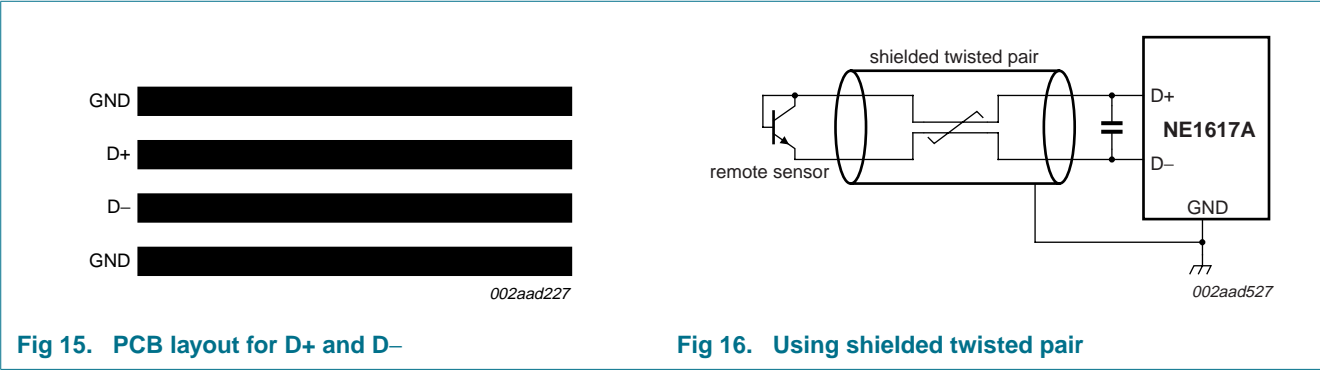 GND
D+
D−
GND
002aad227
Fig 15. PCB layout for D+ and D−
shielded twisted pair
remote sensor
D+
NE1617A
D−
GND
002aad527
Fig 16. Using shielded twisted pair